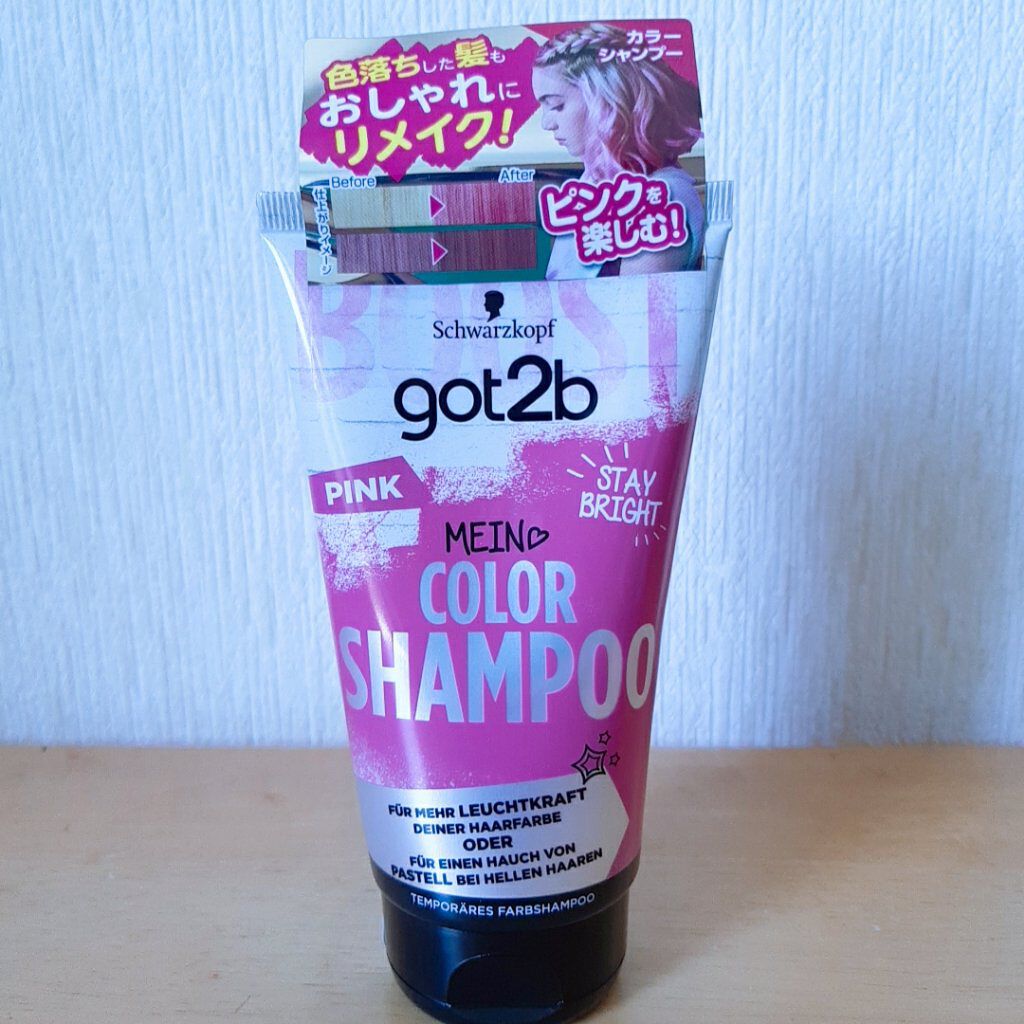 カラー
シャンプー
色落ちした髪も
おしゃれに
リメイク!
Before
After
仕上がりイメージ
ピンクを
楽しむ!
BOOST
Schwarzkopf
got2b
PINK
STAY
BRIGHT
MEIN
COLOR
SHAMPOO
FÜR MEHR LEUCHTKRAFT
DEINER HAARFARBE
ODER
FÜR EINEN HAUCH VON
PASTELL BEI HELLEN HAAREN
TEMPORÄRES FARBSHAMPOO